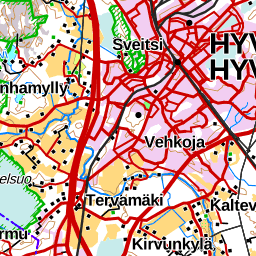 Sveitsi
HYV
HYV
nhamylly
Vehkoja
elsuo
Tervamäki
Kaltev
rmu
Kirvunkylä